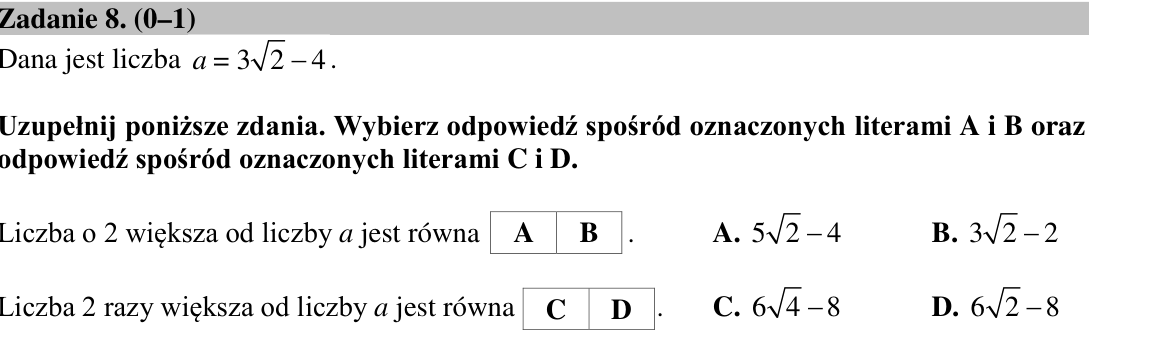 Zadanie 8. (0–1)
Dana jest liczba a = 3√2 – 4.
Uzupełnij poniższe zdania. Wybierz odpowiedź spośród oznaczonych literami A i B oraz
odpowiedź spośród oznaczonych literami C i D.
Liczba o 2 większa od liczby a jest równa A B . A. 5√2 – 4 B. 3√2 – 2
Liczba 2 razy większa od liczby a jest równa C D . C. 6√4 – 8 D. 6√2 – 8